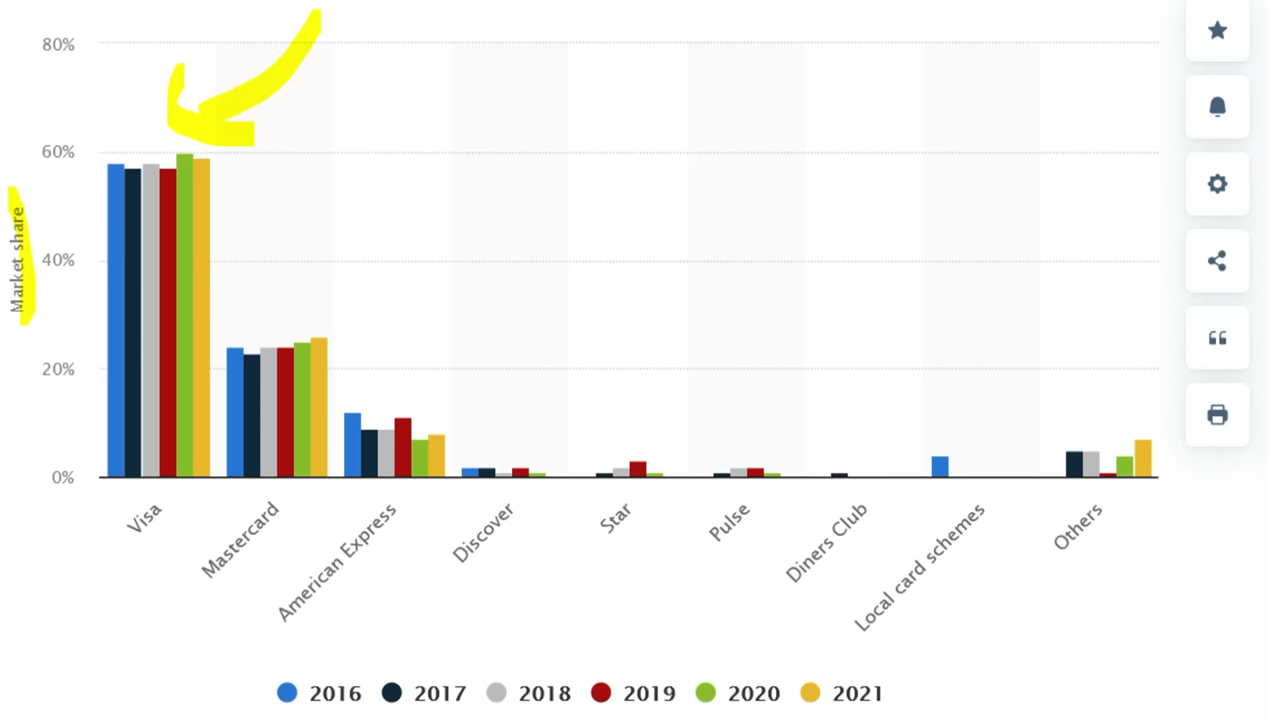 80%
60%
40%
20%
0%
Market share
Visa
Mastercard
American Express
Discover
Star
Pulse
Diners Club
Local card schemes
Others
2016 2017 2018 2019 2020 2021